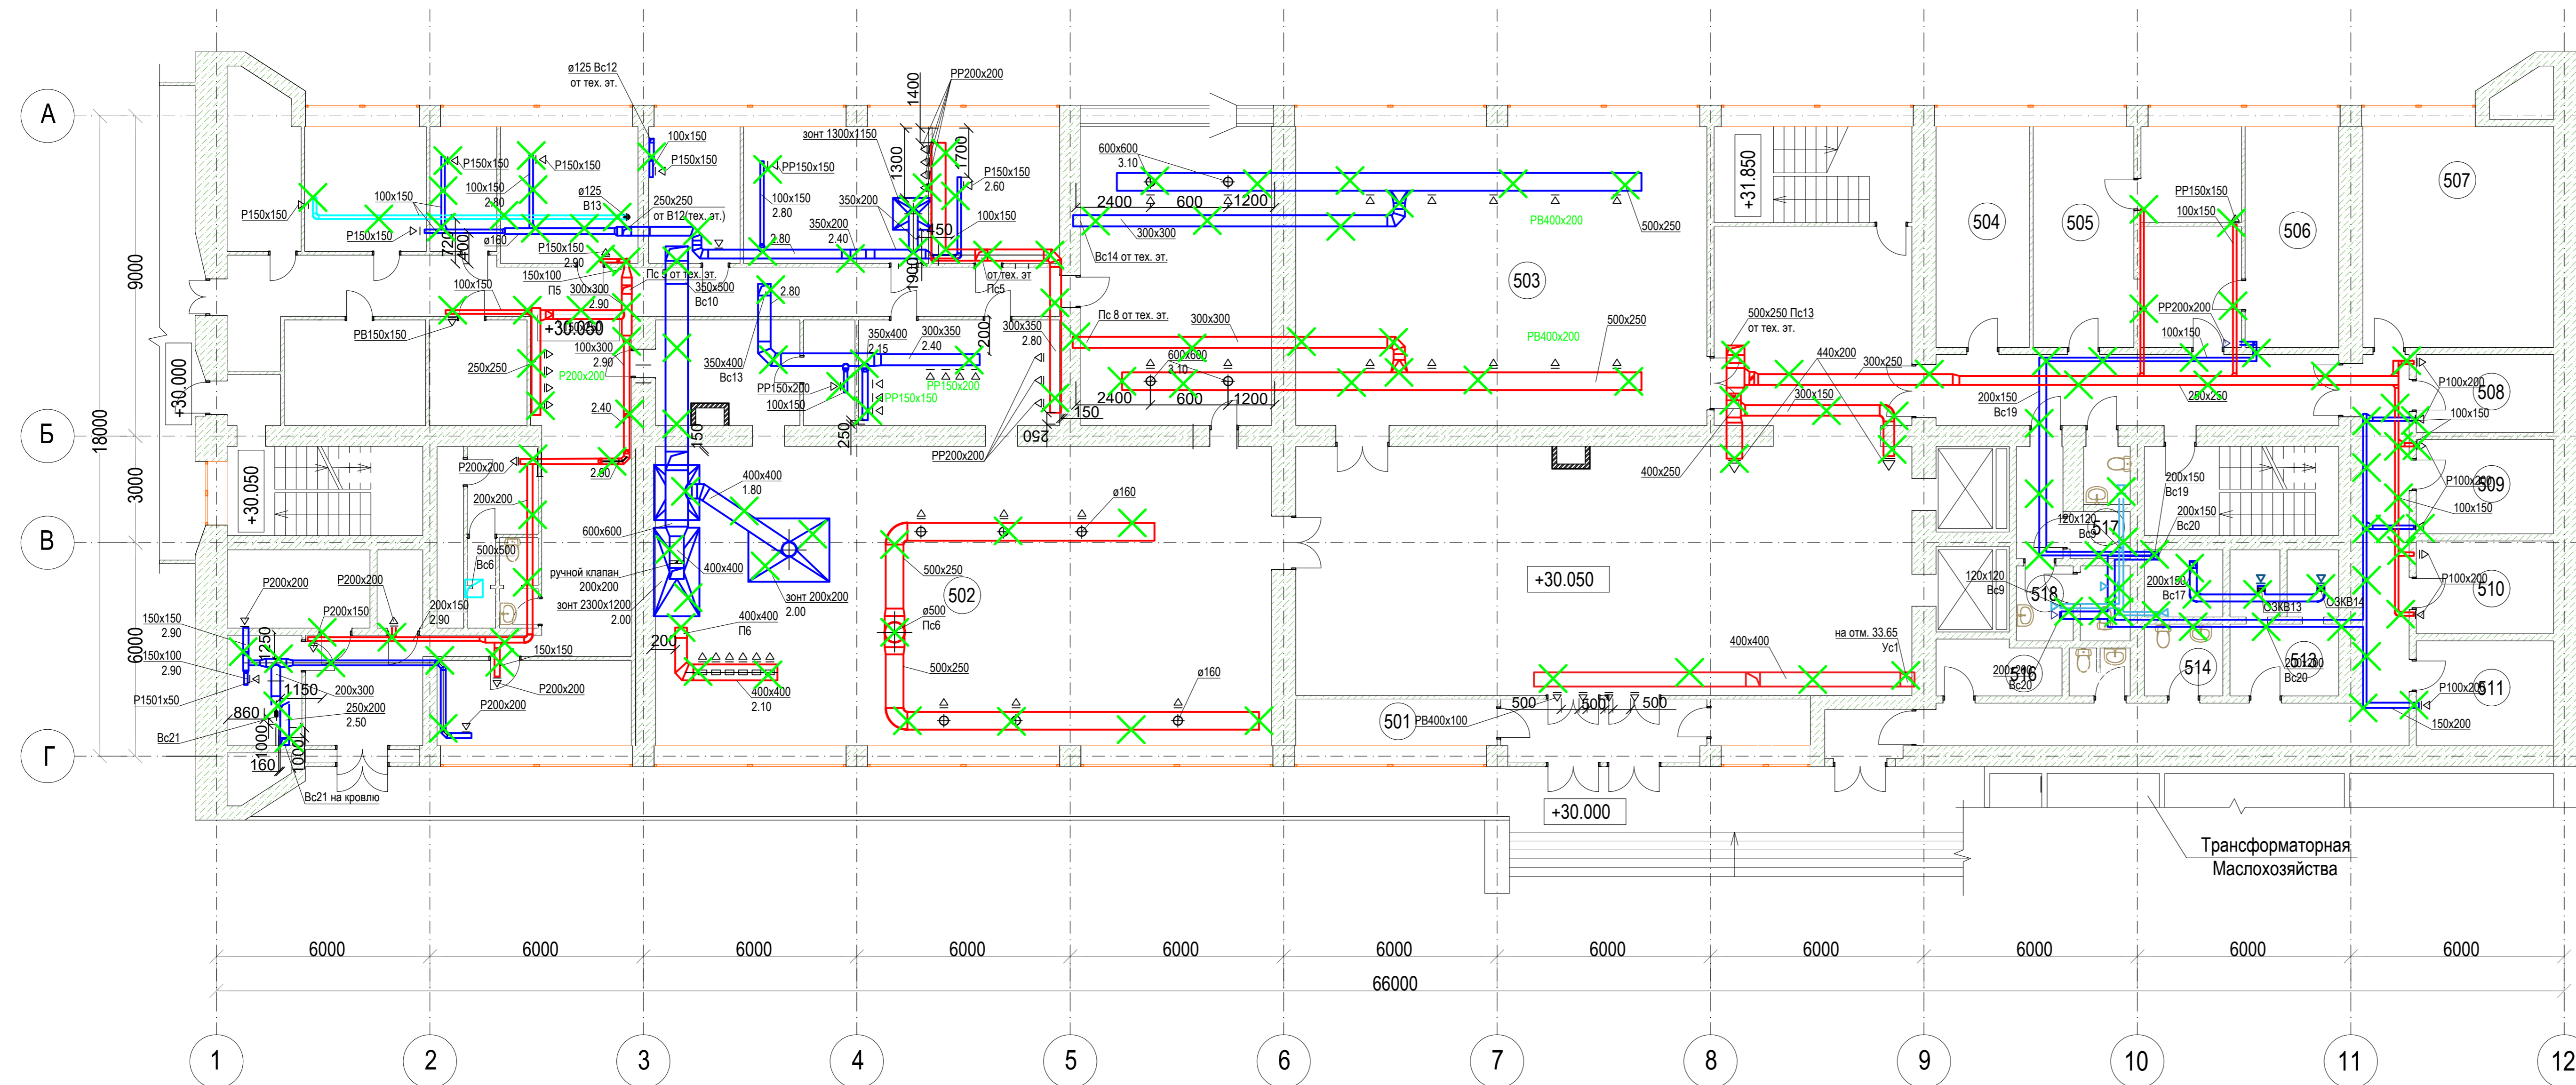 ø125 Вс12
от тех. эт.
РР200х200
1400
А
зонт 1300х1150
100х150
Р150х150
1300
1700
Р150х150
2.60
600х600
3.10
+31.850
507
Р150х150
Р150х150
РР150х150
100х150
100х150
2.80
ø125
В13
250х250
от В12(тех. эт.)
100х150
2.80
350х200
100х150
2400
600
1200
500х250
РВ400х200
504
505
506
РР150х150
100х150
Р150х150
Р150х150
720
400
ø160
Р150х150
2.90
2.80
350х200
2.40
450
300х300
Вс14 от тех. эт.
9000
150х100
П5
Пс 5 от тех. эт.
350х500
Вс10
1900
от тех. эт
Пс5
503
100х150
300х300
2.90
2.80
РВ150х150
+30.050
Пс 8 от тех. эт.
300х300
500х250
РВ400х200
500х250 Пс13
от тех. эт.
РР200х200
100х150
100х300
2.90
350х400
2.15
300х350
2.40
200
300х350
2.80
600х600
3.10
440х200
300х250
250х250
Р200х200
350х400
Вс13
РР150х200
100х150
РР150х200
РР150х150
2400
600
1200
300х150
200х150
Вс19
250х250
Р100х200
508
100х150
+30.000
18000
Б
2.40
150
250
250
150
Р200х200
2.90
РР200х200
400х250
+30.050
3000
200х200
400х400
1.80
ø160
200х150
Вс19
Р100х200
509
200х150
Вс20
100х150
В
500х500
Вс6
600х600
ручной клапан
200х200
400х400
500х250
+30.050
120х120
Вс9
517
Р200х200
Р200х200
зонт 2300х1200
2.00
зонт 200х200
2.00
502
120х120
Вс9
518
200х150
Вс17
ОЗКВ13
ОЗКВ14
Р100х200
510
150х150
2.90
Р200х150
200х150
2.90
400х400
П6
ø500
Пс6
6000
1250
150х100
2.90
150х150
200
500х250
400х400
на отм. 33.65
Ус1
200х200
Вс20
516
514
513
200х200
Вс20
Р1501х50
1150
200х300
Р200х200
400х400
2.10
ø160
Р100х200
511
860
250х200
2.50
Р200х200
501
РВ400х100
500
500
500
150х200
Вс21
1000
1000
160
Г
Вс21 на кровлю
+30.000
Трансформаторная
Маслохозяйства
6000
6000
6000
6000
6000
6000
6000
6000
6000
6000
6000
66000
1
2
3
4
5
6
7
8
9
10
11
12